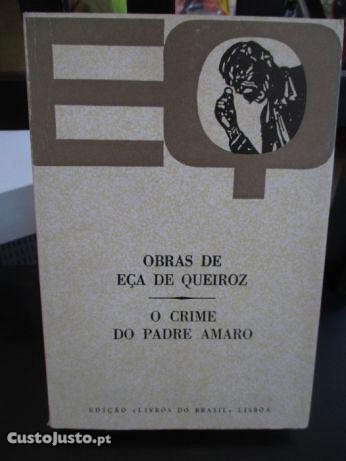 EQ
OBRAS DE
EÇA DE QUEIROZ
O CRIME
DO PADRE AMARO
EDIÇÃO «LIVROS DO BRASIL» LISBOA
CustoJusto.pt